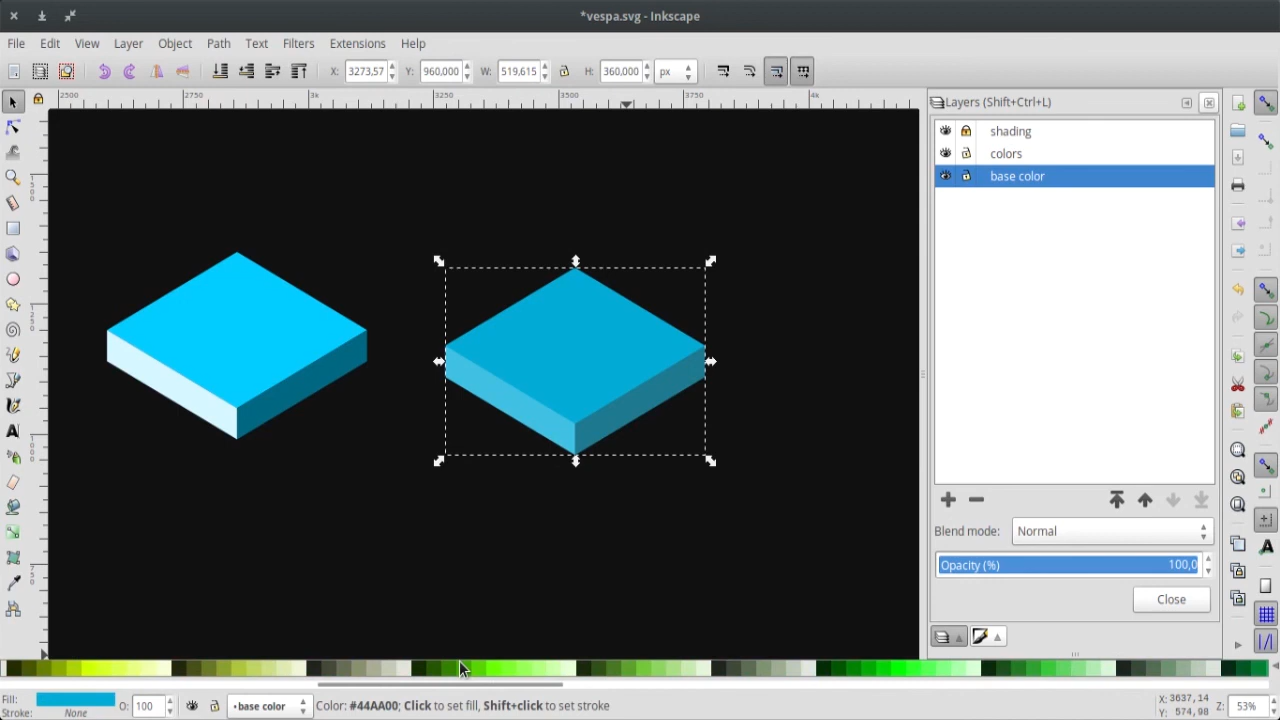 *vespa.svg - Inkscape
File Edit View Layer Object Path Text Filters Extensions Help
X: 3273,57 Y: 960,000 W: 519,615 H: 360,000 px
2500 2750 3k 3250 3500 3750 4k
Layers (Shift+Ctrl+L)
shading
colors
base color
Blend mode: Normal
Opacity (%) 100,0
Close
Fill: O: 100 •base color Color: #44AA00; Click to set fill, Shift+click to set stroke X: 3637,14 Z: 53%
Stroke: None Y: 574,98